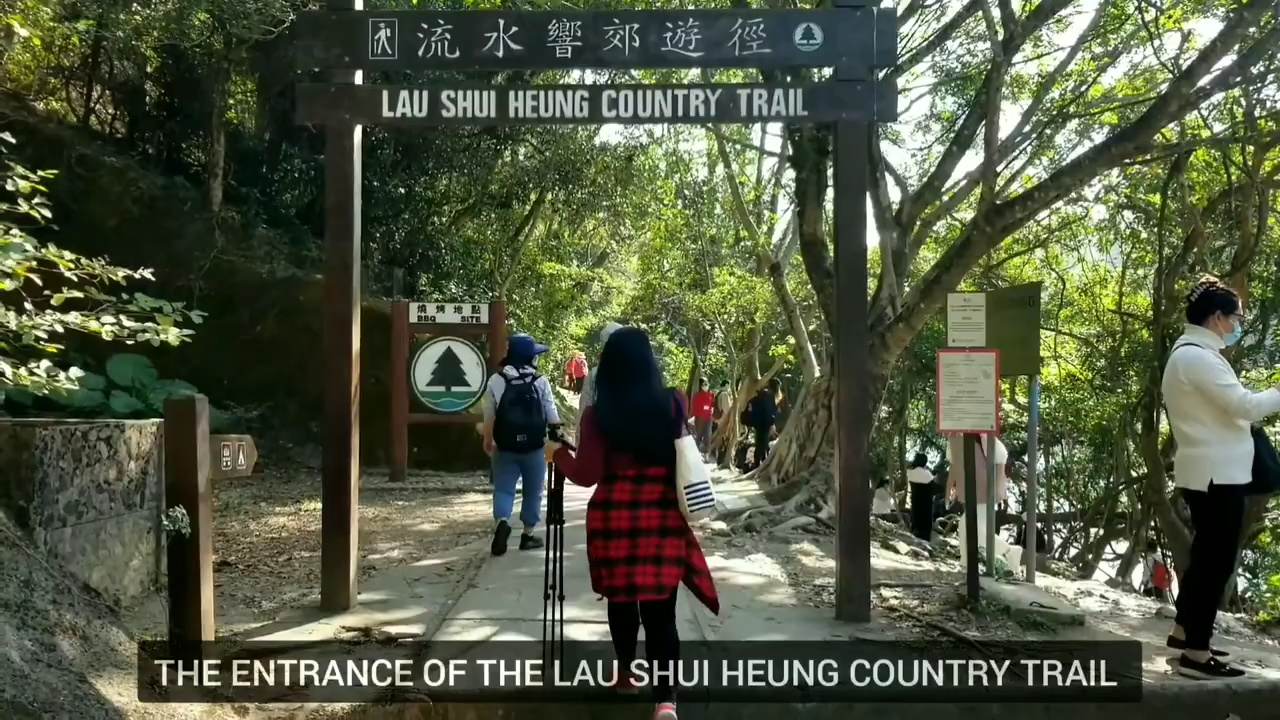 流水響郊遊徑
LAU SHUI HEUNG COUNTRY TRAIL
燒烤地點
BBQ SITE
THE ENTRANCE OF THE LAU SHUI HEUNG COUNTRY TRAIL